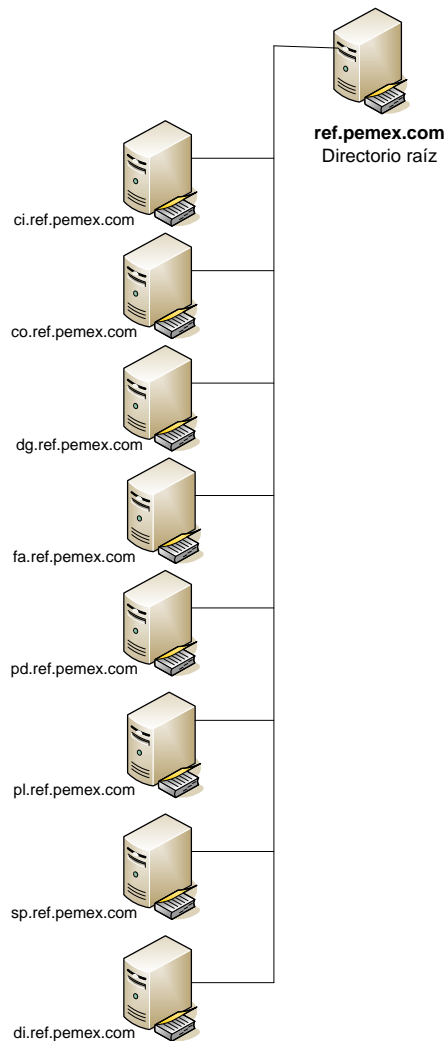 ref.pemex.com
Directorio raíz
ci.ref.pemex.com
co.ref.pemex.com
dg.ref.pemex.com
fa.ref.pemex.com
pd.ref.pemex.com
pl.ref.pemex.com
sp.ref.pemex.com
di.ref.pemex.com